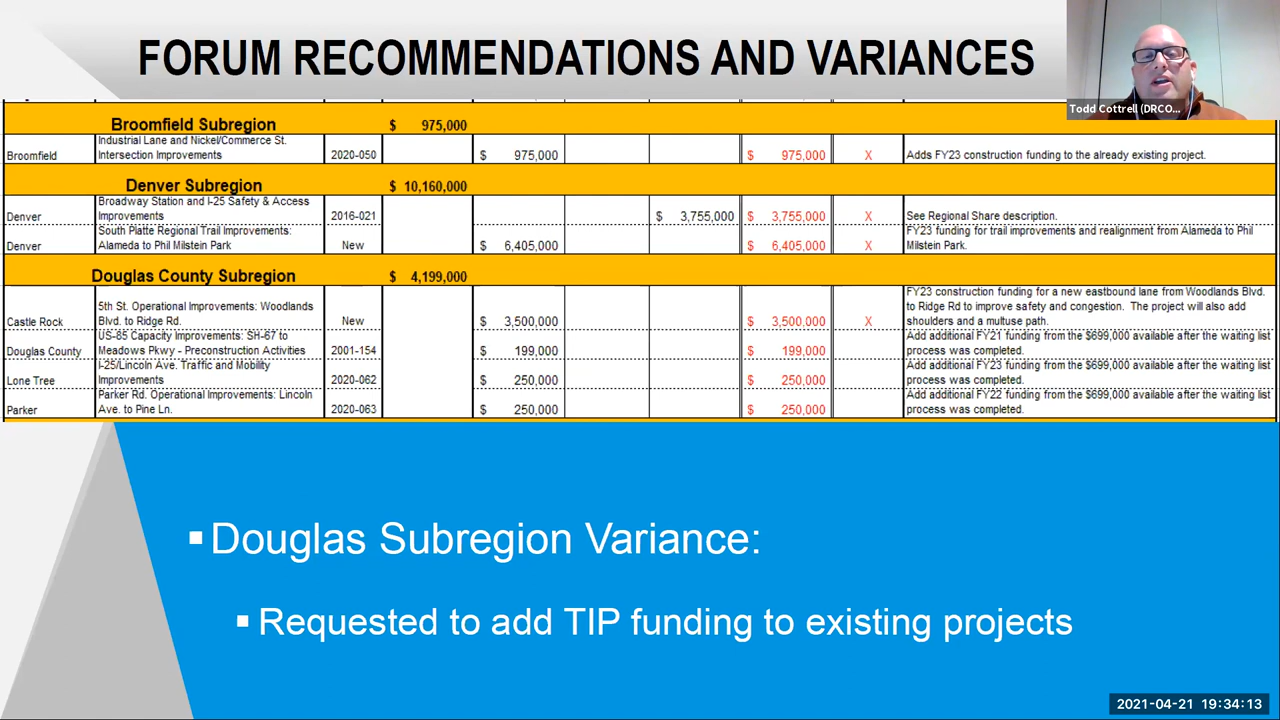 FORUM RECOMMENDATIONS AND VARIANCES
Todd Cottrell (DRCO...
Broomfield Subregion $ 975,000
Broomfield Industrial Lane and Nickel/Commerce St. Intersection Improvements 2020-050 $ 975,000 $ 975,000 X Adds FY23 construction funding to the already existing project.
Denver Subregion $ 10,160,000
Denver Broadway Station and I-25 Safety & Access Improvements 2016-021 $ 3,755,000 $ 3,755,000 X See Regional Share description.
Denver South Platte Regional Trail Improvements: Alameda to Phil Milstein Park New $ 6,405,000 $ 6,405,000 X FY23 funding for trail improvements and realignment from Alameda to Phil Milstein Park.
Douglas County Subregion $ 4,199,000
Castle Rock 5th St. Operational Improvements: Woodlands Blvd. to Ridge Rd. New $ 3,500,000 $ 3,500,000 X FY23 construction funding for a new eastbound lane from Woodlands Blvd. to Ridge Rd to improve safety and congestion. The project will also add shoulders and a multuse path.
Douglas County US-85 Capacity Improvements: SH-67 to Meadows Pkwy - Preconstruction Activities 2001-154 $ 199,000 $ 199,000 Add additional FY21 funding from the $699,000 available after the waiting list process was completed.
Lone Tree I-25/Lincoln Ave. Traffic and Mobility Improvements 2020-062 $ 250,000 $ 250,000 Add additional FY23 funding from the $699,000 available after the waiting list process was completed.
Parker Parker Rd. Operational Improvements: Lincoln Ave. to Pine Ln. 2020-063 $ 250,000 $ 250,000 Add additional FY22 funding from the $699,000 available after the waiting list process was completed.
▪Douglas Subregion Variance:
▪Requested to add TIP funding to existing projects
2021-04-21 19:34:13